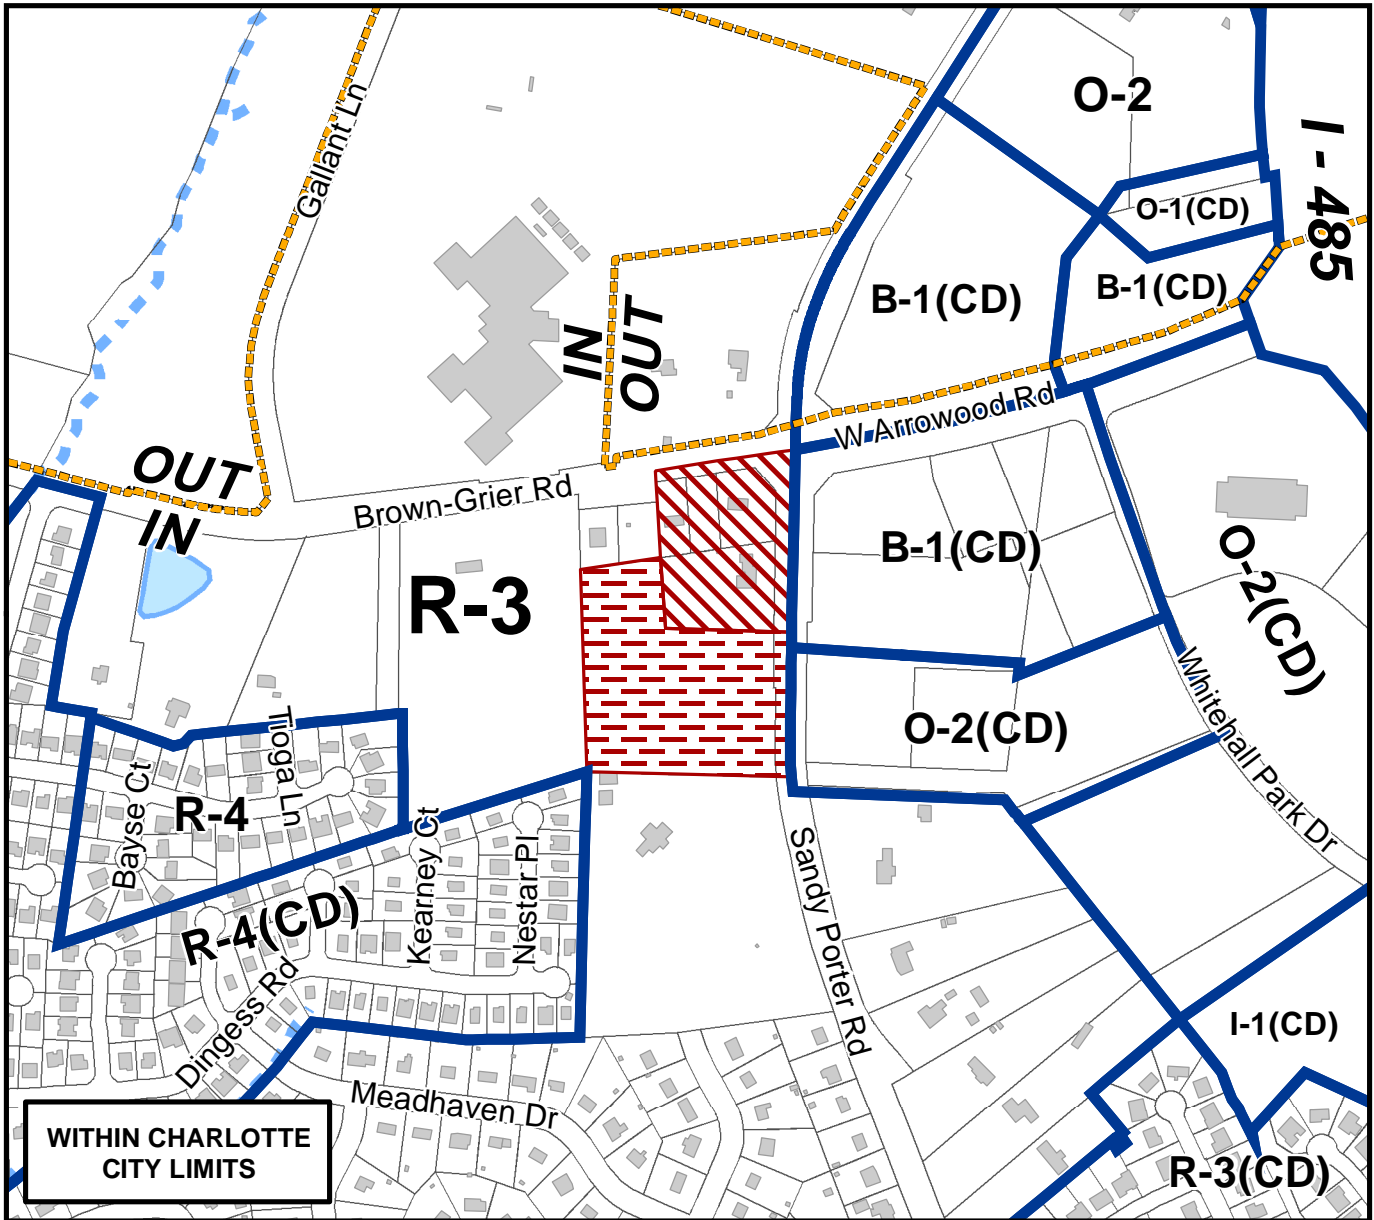 O-2
I - 485
Gallant Ln
O-1(CD)
B-1(CD)
B-1(CD)
IN
OUT
W Arrowood Rd
OUT
IN
Brown-Grier Rd
R-3
B-1(CD)
O-2(CD)
Whitehall Park Dr
O-2(CD)
Tioga Ln
Bayse Ct
R-4
Kearney Ct
Nestar Pl
Sandy Porter Rd
R-4(CD)
Dingess Rd
I-1(CD)
Meadhaven Dr
WITHIN CHARLOTTE
CITY LIMITS
R-3(CD)